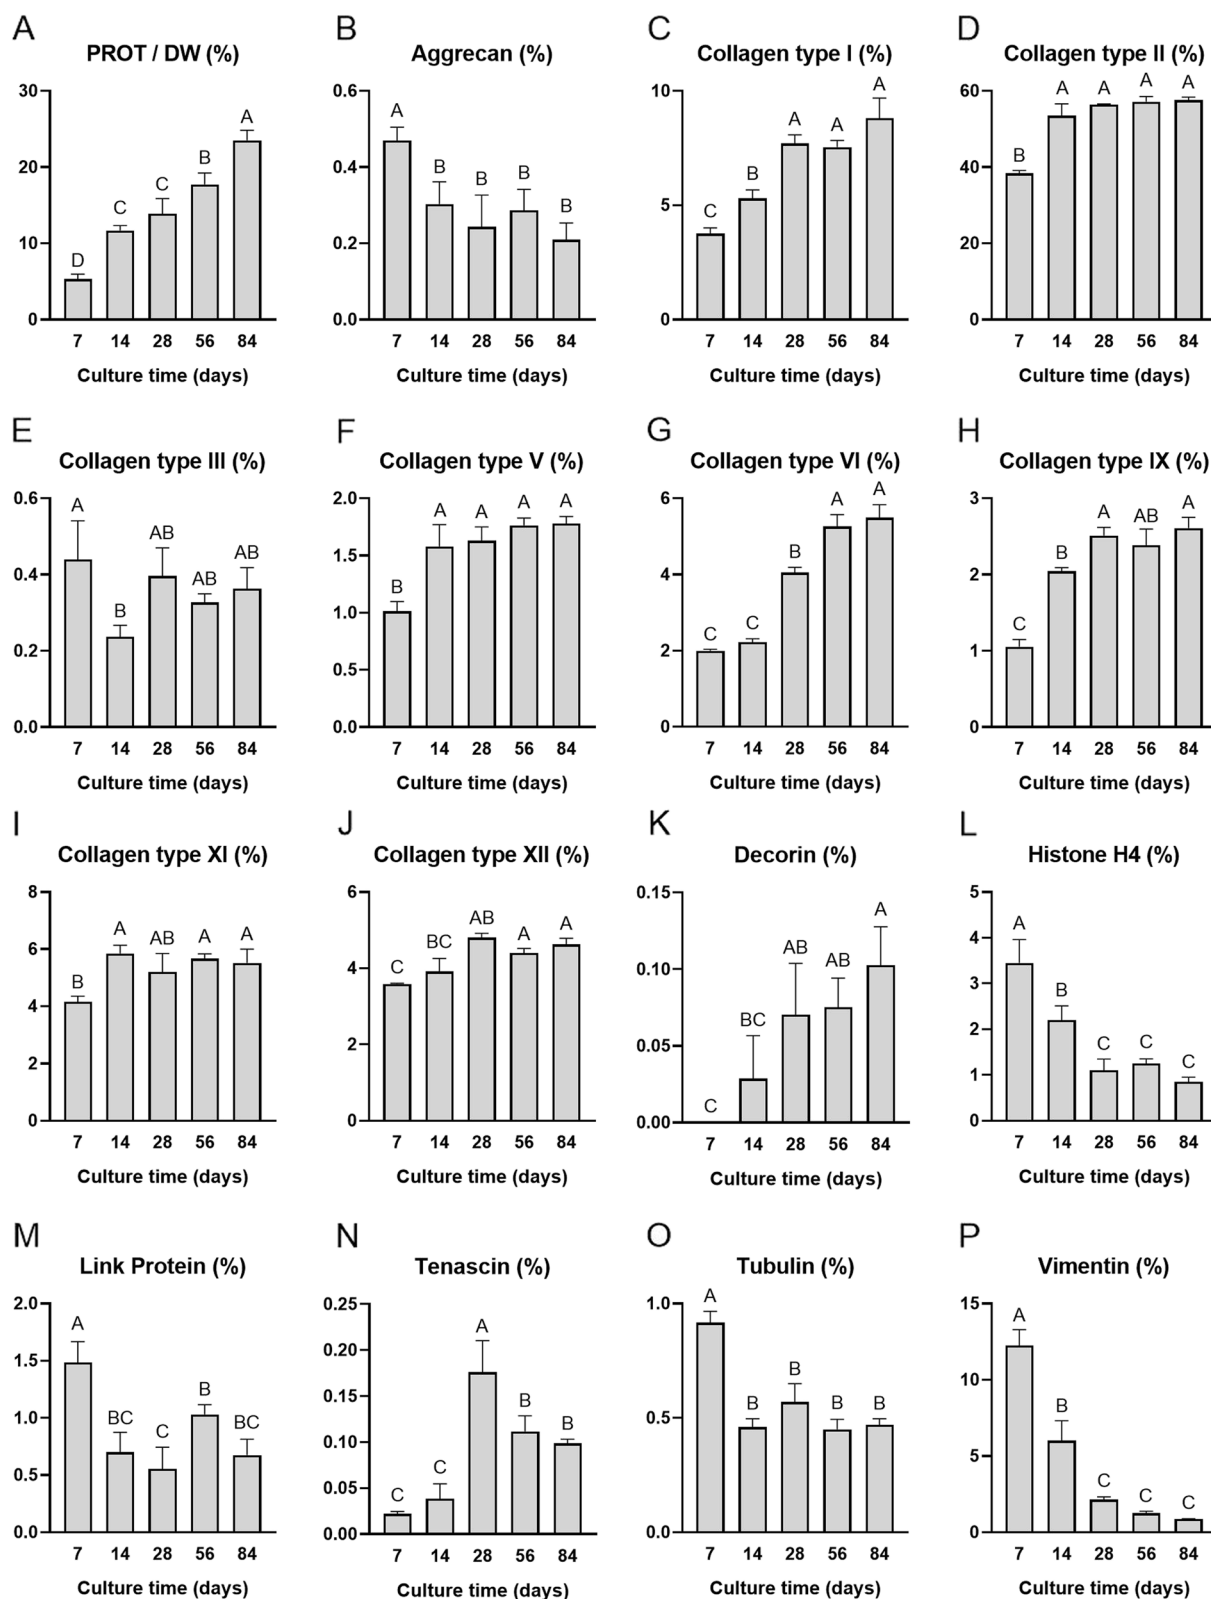 A
PROT / DW (%)
30
20
10
0
D
C
C
B
A
7 14 28 56 84
Culture time (days)
B
Aggrecan (%)
0.6
0.4
0.2
0.0
A
B
B
B
B
7 14 28 56 84
Culture time (days)
C
Collagen type I (%)
10
5
0
C
B
A
A
A
7 14 28 56 84
Culture time (days)
D
Collagen type II (%)
60
40
20
0
B
A
A
A
A
7 14 28 56 84
Culture time (days)
E
Collagen type III (%)
0.6
0.4
0.2
0.0
A
B
AB
AB
AB
7 14 28 56 84
Culture time (days)
F
Collagen type V (%)
2.0
1.5
1.0
0.5
0.0
B
A
A
A
A
7 14 28 56 84
Culture time (days)
G
Collagen type VI (%)
6
4
2
0
C
C
B
A
A
7 14 28 56 84
Culture time (days)
H
Collagen type IX (%)
3
2
1
0
C
B
A
AB
A
7 14 28 56 84
Culture time (days)
I
Collagen type XI (%)
8
6
4
2
0
B
A
AB
A
A
7 14 28 56 84
Culture time (days)
J
Collagen type XII (%)
6
4
2
0
C
BC
AB
A
A
7 14 28 56 84
Culture time (days)
K
Decorin (%)
0.15
0.10
0.05
0.00
C
BC
AB
AB
A
7 14 28 56 84
Culture time (days)
L
Histone H4 (%)
5
4
3
2
1
0
A
B
C
C
C
7 14 28 56 84
Culture time (days)
M
Link Protein (%)
2.0
1.5
1.0
0.5
0.0
A
BC
C
B
BC
7 14 28 56 84
Culture time (days)
N
Tenascin (%)
0.25
0.20
0.15
0.10
0.05
0.00
C
C
A
B
B
7 14 28 56 84
Culture time (days)
O
Tubulin (%)
1.0
0.5
0.0
A
B
B
B
B
7 14 28 56 84
Culture time (days)
P
Vimentin (%)
15
10
5
0
A
B
C
C
C
7 14 28 56 84
Culture time (days)